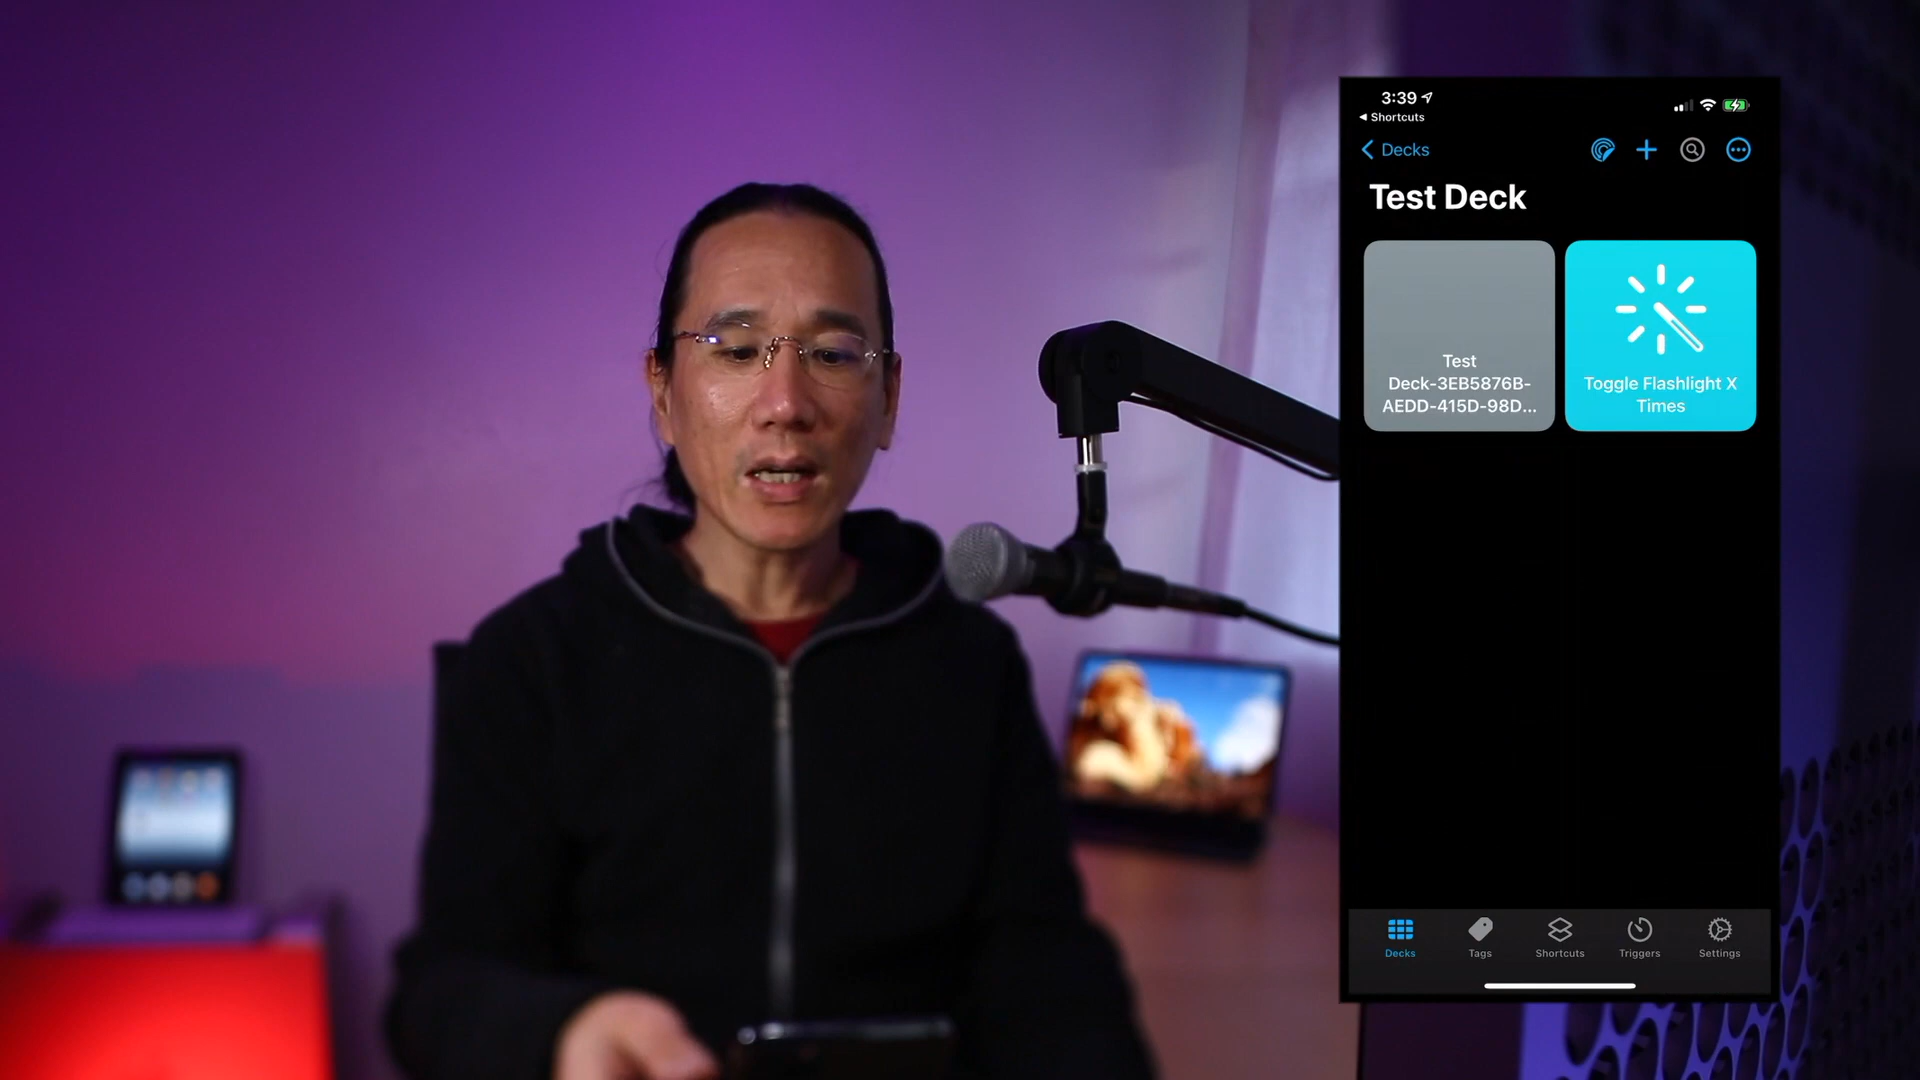 3:39
◀ Shortcuts
Decks
Test Deck
Test
Deck-3EB5876B-
AEDD-415D-98D...
Toggle Flashlight X
Times
Decks
Tags
Shortcuts
Triggers
Settings